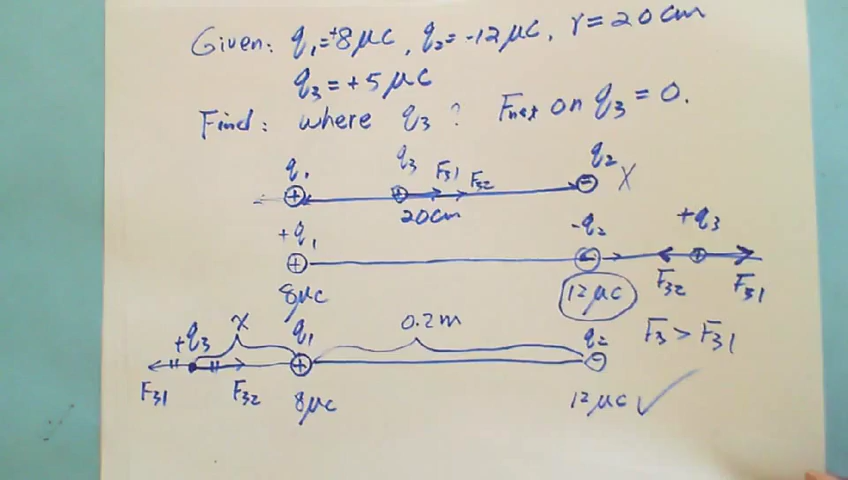 Given: q₁=+8μC, q₂=-12μC, r=20cm
q₃=+5μC
Find: where q₃? Fnet on q₃=0.
q₁ q₃ F31 F32 q₂ X
+ + -
20cm
+q₁ -q₂ +q₃
+ - +
8μC 12μC F32 F31
+q₃ x q₁ 0.2m q₂ F3>F31
+ -
F31 F32 8μC 12μC ✓